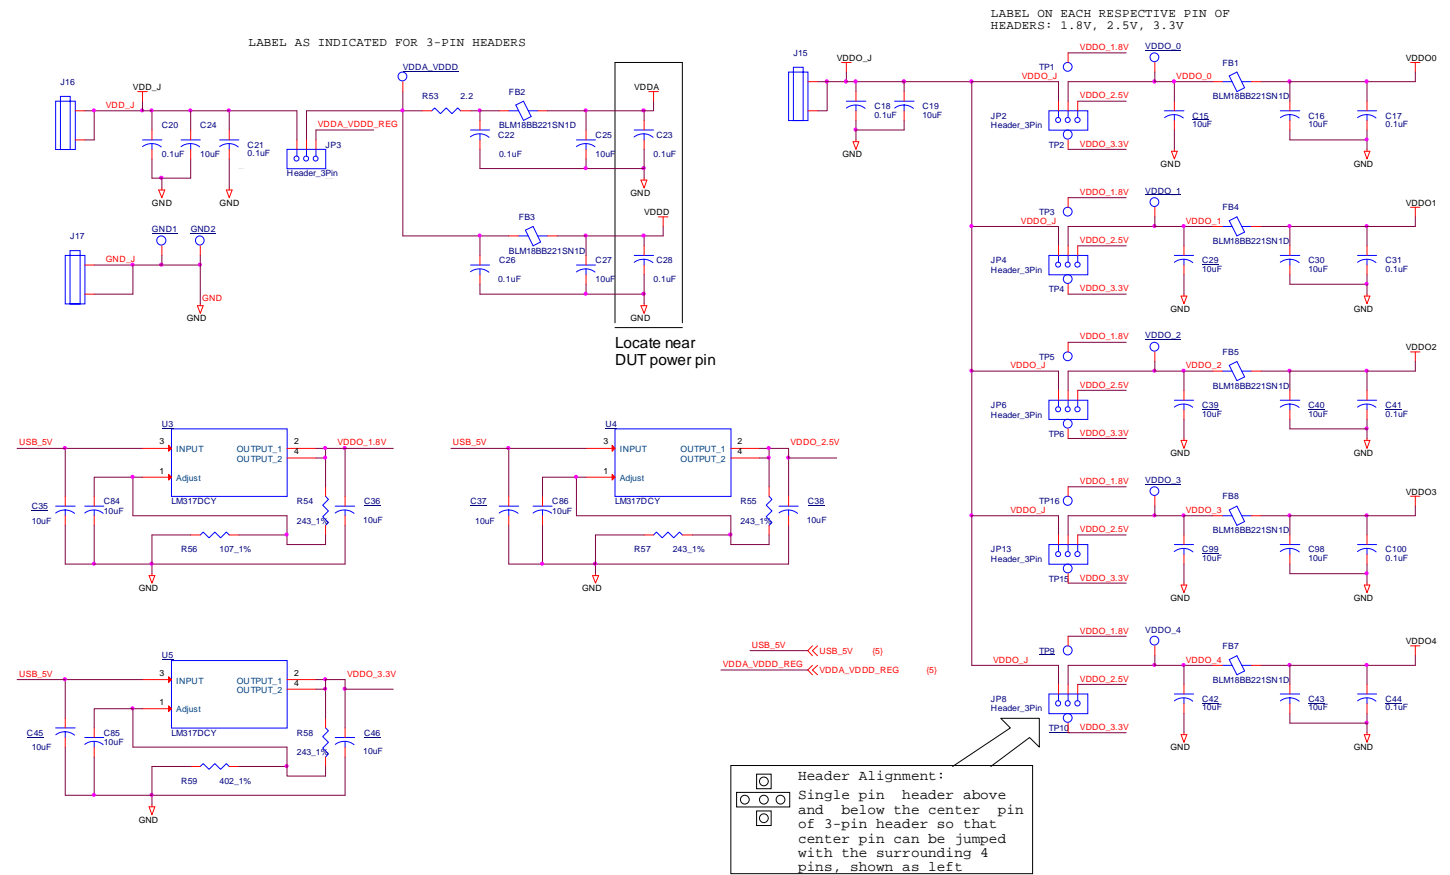 LABEL ON EACH RESPECTIVE PIN OF
HEADERS: 1.8V, 2.5V, 3.3V
LABEL AS INDICATED FOR 3-PIN HEADERS
J16
VDD_J
VDD_J
C20
0.1uF
C24
10uF
C21
0.1uF
GND
GND
VDDA_VDDD_REG
JP3
Header_3Pin
VDDA_VDDD
R53
2.2
FB2
BLM18BB221SN1D
C22
0.1uF
C25
10uF
VDDA
C23
0.1uF
GND
VDDD
FB3
BLM18BB221SN1D
C26
0.1uF
C27
10uF
C28
0.1uF
GND
Locate near
DUT power pin
J17
GND_J
GND1
GND2
GND
GND
J15
VDDO_J
C18
0.1uF
C19
10uF
GND
VDDO_J
TP1
VDDO_1.8V
VDDO_0
VDDO_2.5V
VDDO_0
JP2
Header_3Pin
TP2
VDDO_3.3V
C15
10uF
GND
FB1
BLM18BB221SN1D
C16
10uF
C17
0.1uF
VDDO0
GND
VDDO_J
TP3
VDDO_1.8V
VDDO_1
VDDO_2.5V
VDDO_1
JP4
Header_3Pin
TP4
VDDO_3.3V
C29
10uF
GND
FB4
BLM18BB221SN1D
C30
10uF
C31
0.1uF
VDDO1
GND
VDDO_J
TP5
VDDO_1.8V
VDDO_2
VDDO_2.5V
VDDO_2
JP6
Header_3Pin
TP6
VDDO_3.3V
C39
10uF
GND
FB5
BLM18BB221SN1D
C40
10uF
C41
0.1uF
VDDO2
GND
VDDO_J
TP16
VDDO_1.8V
VDDO_3
VDDO_2.5V
VDDO_3
JP13
Header_3Pin
TP15
VDDO_3.3V
C99
10uF
GND
FB8
BLM18BB221SN1D
C98
10uF
C100
0.1uF
VDDO3
GND
VDDO_J
TP9
VDDO_1.8V
VDDO_4
VDDO_2.5V
VDDO_4
JP8
Header_3Pin
TP10
VDDO_3.3V
C42
10uF
GND
FB7
BLM18BB221SN1D
C43
10uF
C44
0.1uF
VDDO4
GND
USB_5V
U3
3
INPUT
1
Adjust
OUTPUT_1
OUTPUT_2
2
4
LM317DCY
VDDO_1.8V
C35
10uF
C84
10uF
R54
243_1%
C36
10uF
R56
107_1%
GND
USB_5V
U4
3
INPUT
1
Adjust
OUTPUT_1
OUTPUT_2
2
4
LM317DCY
VDDO_2.5V
C37
10uF
C86
10uF
R55
243_1%
C38
10uF
R57
243_1%
GND
USB_5V
U5
3
INPUT
1
Adjust
OUTPUT_1
OUTPUT_2
2
4
LM317DCY
VDDO_3.3V
C45
10uF
C85
10uF
R58
243_1%
C46
10uF
R59
402_1%
GND
USB_5V
USB_5V {5}
VDDA_VDDD_REG
VDDA_VDDD_REG {5}
Header Alignment:
Single pin header above
and below the center pin
of 3-pin header so that
center pin can be jumped
with the surrounding 4
pins, shown as left